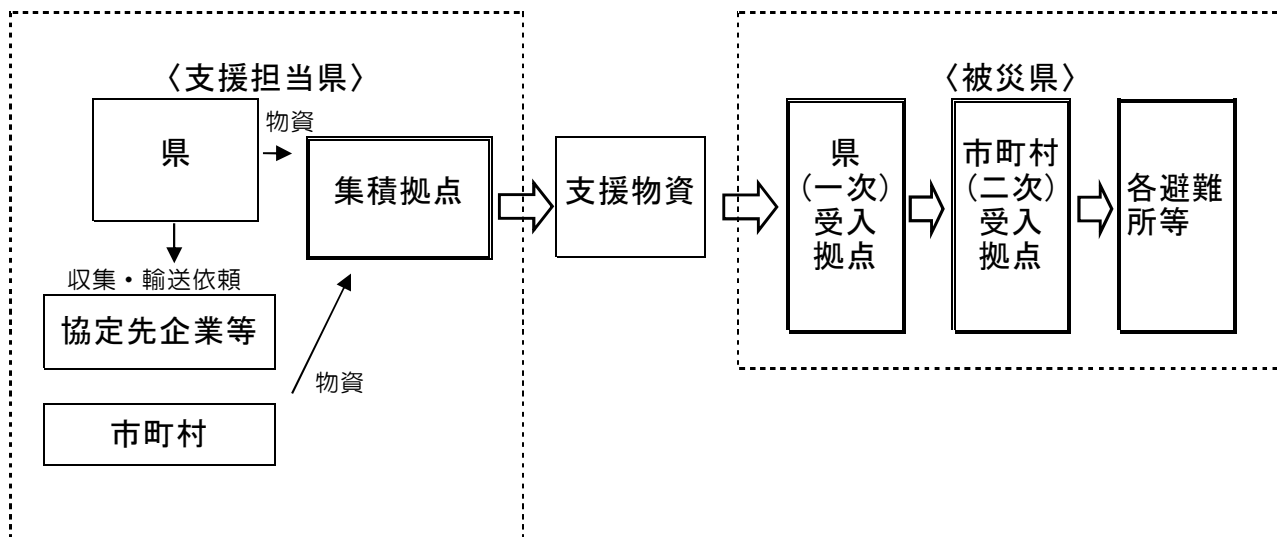 〈支援担当県〉
県
物資
集積拠点
収集・輸送依頼
協定先企業等
物資
市町村
支援物資
〈被災県〉
県
(一次)
受入
拠点
市町村
(二次)
受入
拠点
各避難
所等